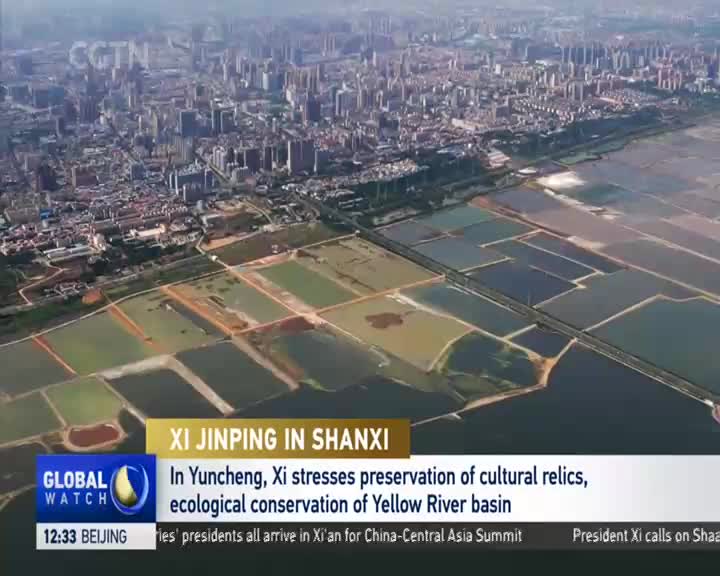 CGTN
XI JINPING IN SHANXI
In Yuncheng, Xi stresses preservation of cultural relics,
ecological conservation of Yellow River basin
GLOBAL
WATCH
12:33 BEIJING
ries' presidents all arrive in Xi'an for China-Central Asia Summit President Xi calls on Shaa